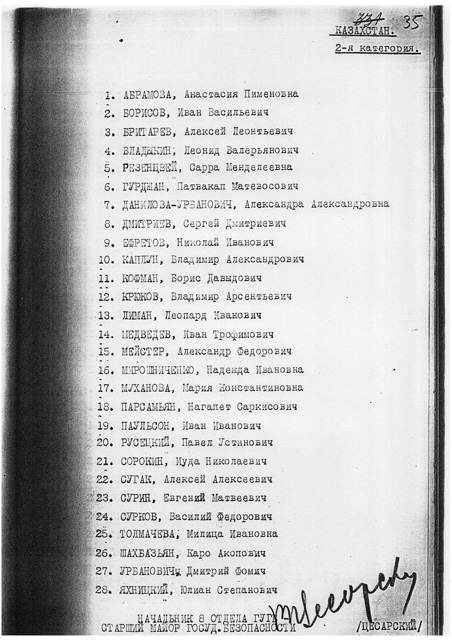 334 35
КАЗАХСТАН.
2-я категория.
1. АБРАМОВА, Анастасия Пименовна
2. БОРИСОВ, Иван Васильевич
3. БРИТАРЕВ, Алексей Леонтьевич
4. ВЛАДЫКИН, Леонид Валерьянович
5. РЕЗЕНЦВЕЙ, Сарра Менделеевна
6. ГУРДЖАН, Патвакап Матевосович
7. ДАНИЛОВА-УРБАНОВИЧ, Александра Александровна
8. ДМИТРИЕВ, Сергей Дмитриевич
9. ЕФРЕТОВ, Николай Иванович
10. КАПЛУН, Владимир Александрович
11. КОФМАН, Борис Давыдович
12. КРЮКОВ, Владимир Арсентьевич
13. ЛИМАН, Леопард Иванович
14. МЕДВЕДЕВ, Иван Трофимович
15. МЕЙСТЕР, Александр Федорович
16. МИРОШНИЧЕНКО, Надежда Ивановна
17. МУХАНОВА, Мария Константиновна
18. ПАРСАМЬЯН, Нагапет Саркисович
19. ПАУЛЬСОН, Иван Иванович
20. РУСЕЦКИЙ, Павел Устинович
21. СОРОКИН, Иуда Николаевич
22. СУГАК, Алексей Алексеевич
23. СУРИН, Евгений Матвеевич
24. СУРКОВ, Василий Федорович
25. ТОЛМАЧЕВА, Милица Ивановна
26. ШАХБАЗЬЯН, Каро Акопович
27. УРБАНОВИЧ, Дмитрий Фомич
28. ЯХНИЦКИЙ, Юлиан Степанович
НАЧАЛЬНИК 8 ОТДЕЛА ГУГБ
СТАРШИЙ МАЙОР ГОСУД.БЕЗОПАСНОСТИ /ЦЕСАРСКИЙ/